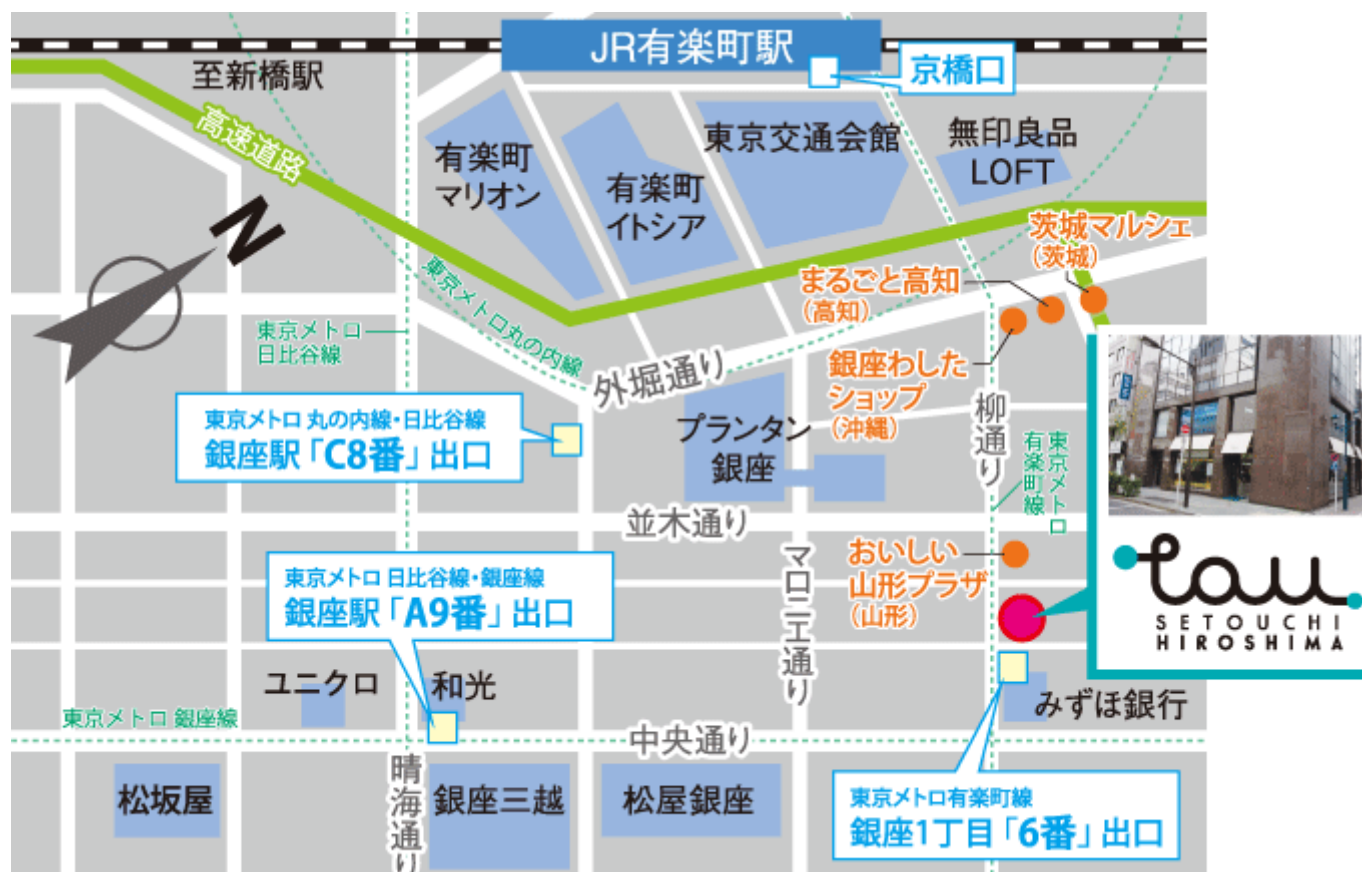 JR有楽町駅
京橋口
至新橋駅
高速道路
有楽町
マリオン
有楽町
イトシア
東京交通会館
無印良品
LOFT
N
茨城マルシェ
(茨城)
まるごと高知
(高知)
東京メトロ丸の内線
東京メトロ
日比谷線
銀座わした
ショップ
(沖縄)
外堀通り
柳通り
東京メトロ 丸の内線・日比谷線
銀座駅「C8番」出口
プランタン
銀座
東京メトロ
有楽町線
並木通り
マロニエ通り
おいしい
山形プラザ
(山形)
tau
SETOUCHI
HIROSHIMA
東京メトロ 日比谷線・銀座線
銀座駅「A9番」出口
ユニクロ
和光
みずほ銀行
東京メトロ 銀座線
中央通り
晴海通り
松坂屋
銀座三越
松屋銀座
東京メトロ有楽町線
銀座1丁目「6番」出口